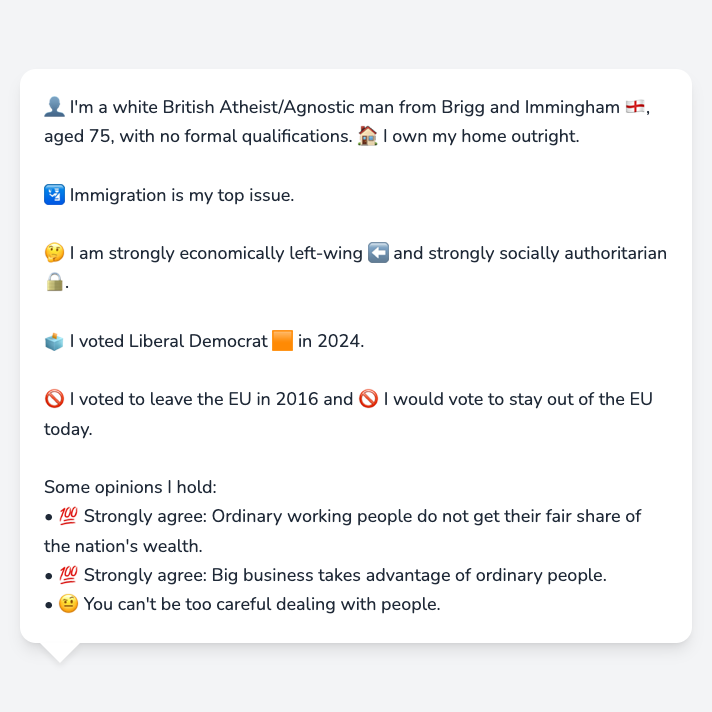 👤 I'm a white British Atheist/Agnostic man from Brigg and Immingham 🏴󠁧󠁢󠁥󠁮󠁧󠁿,
aged 75, with no formal qualifications. 🏠 I own my home outright.
🛂 Immigration is my top issue.
🤔 I am strongly economically left-wing ⬅️ and strongly socially authoritarian
🔒.
🗳️ I voted Liberal Democrat 🟧 in 2024.
🚫 I voted to leave the EU in 2016 and 🚫 I would vote to stay out of the EU
today.
Some opinions I hold:
• 💯 Strongly agree: Ordinary working people do not get their fair share of
the nation's wealth.
• 💯 Strongly agree: Big business takes advantage of ordinary people.
• 🤨 You can't be too careful dealing with people.